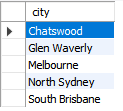 city
Chatswood
Glen Waverly
Melbourne
North Sydney
South Brisbane